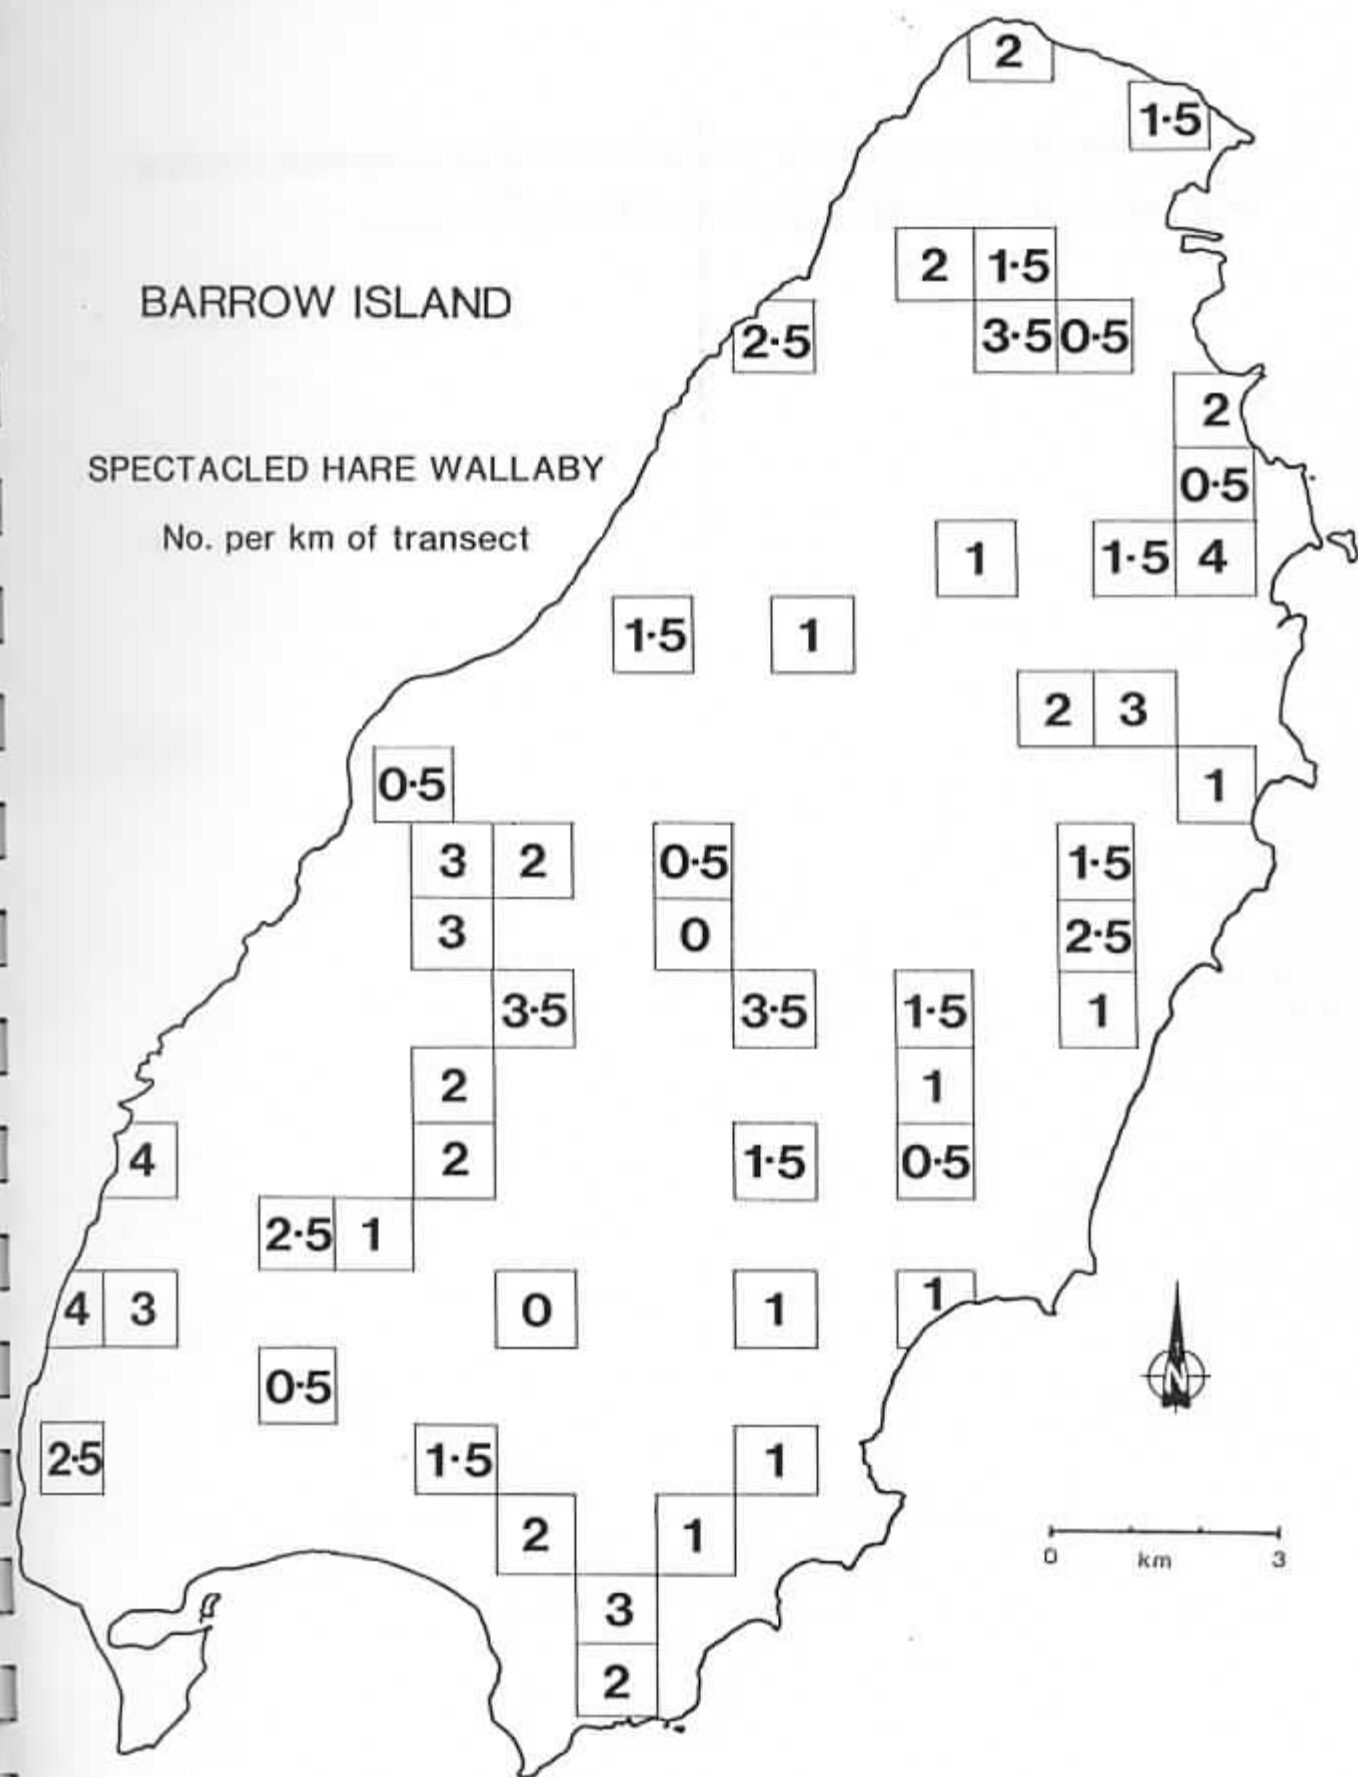 2
1·5
2 1·5
BARROW ISLAND
2·5 3·5 0·5
2
SPECTACLED HARE WALLABY
0·5
No. per km of transect
1 1·5 4
1·5 1
2 3
0·5 1
3 2 0·5 1·5
3 0 2·5
3·5 3·5 1·5 1
2 1
4 2 1·5 0·5
2·5 1
4 3 0 1 1
N
0·5
2·5 1·5 1
2 1
0 km 3
3
2